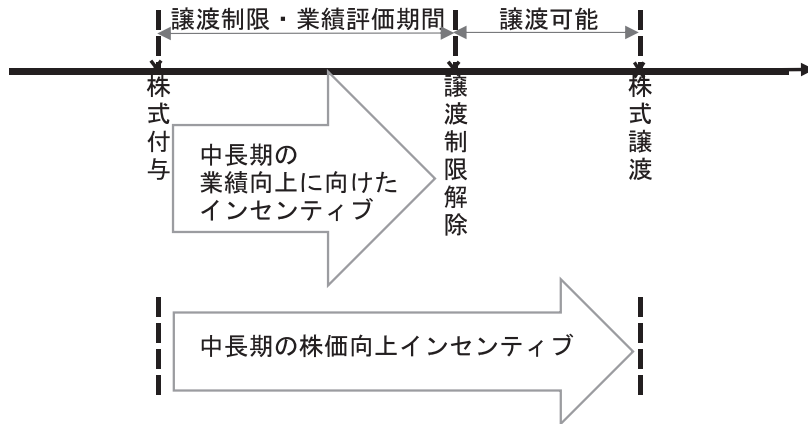 譲渡制限・業績評価期間
譲渡可能
株式付与
譲渡制限解除
株式譲渡
中長期の
業績向上に向けた
インセンティブ
中長期の株価向上インセンティブ